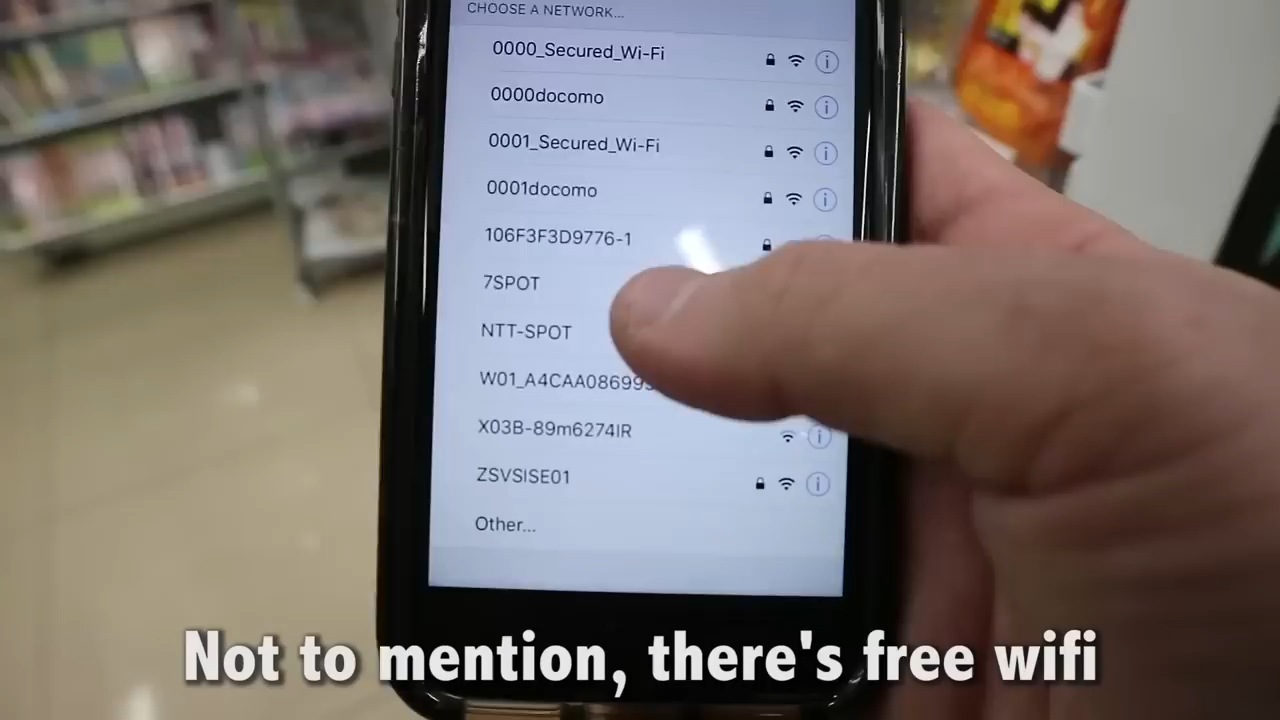 CHOOSE A NETWORK...
0000_Secured_Wi-Fi
0000docomo
0001_Secured_Wi-Fi
0001docomo
106F3F3D9776-1
7SPOT
NTT-SPOT
W01_A4CAA086999
X03B-89m6274IR
ZSVSISE01
Other...
Not to mention, there's free wifi